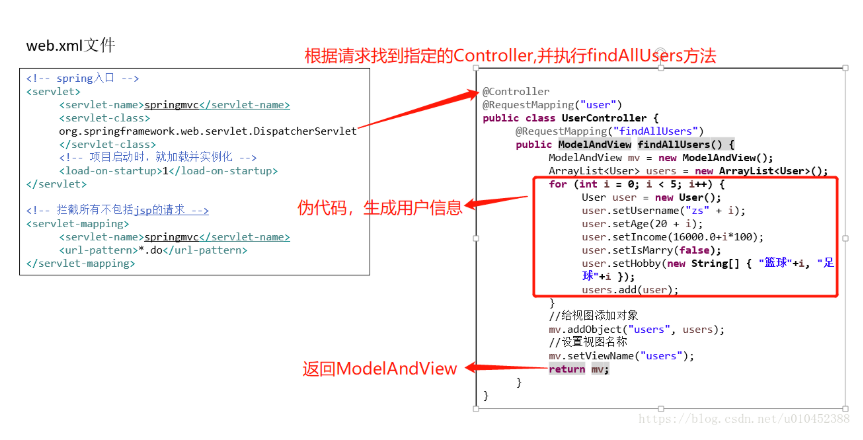 web.xml文件
<!-- spring入口 -->
<servlet>
<servlet-name>springmvc</servlet-name>
<servlet-class>
org.springframework.web.servlet.DispatcherServlet
</servlet-class>
<!-- 项目启动时，就加载并实例化 -->
<load-on-startup>1</load-on-startup>
</servlet>
<!-- 拦截所有不包括jsp的请求 -->
<servlet-mapping>
<servlet-name>springmvc</servlet-name>
<url-pattern>*.do</url-pattern>
</servlet-mapping>
根据请求找到指定的Controller,并执行findAllUsers方法
@Controller
@RequestMapping("user")
public class UserController {
@RequestMapping("findAllUsers")
public ModelAndView findAllUsers() {
ModelAndView mv = new ModelAndView();
ArrayList<User> users = new ArrayList<User>();
for (int i = 0; i < 5; i++) {
User user = new User();
user.setUsername("zs" + i);
user.setAge(20 + i);
user.setIncome(16000.0+i*100);
user.setIsMarry(false);
user.setHobby(new String[] { "篮球"+i, "足
球"+i });
users.add(user);
}
//给视图添加对象
mv.addObject("users", users);
//设置视图名称
mv.setViewName("users");
return mv;
}
}
伪代码，生成用户信息
返回ModelAndView
https://blog.csdn.net/u010452388